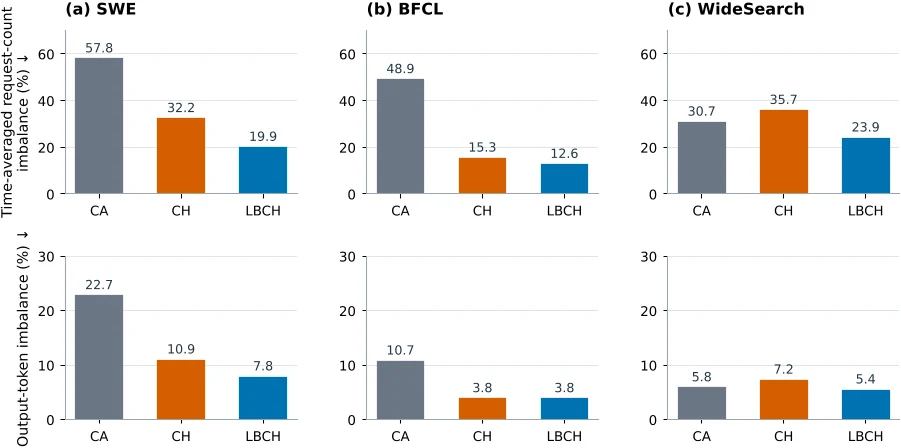 (a) SWE
(b) BFCL
(c) WideSearch
Time-averaged request-count
imbalance (%) ↓
60
40
20
0
57.8
32.2
19.9
CA
CH
LBCH
60
40
20
0
48.9
15.3
12.6
CA
CH
LBCH
60
40
20
0
30.7
35.7
23.9
CA
CH
LBCH
Output-token imbalance (%) ↓
30
20
10
0
22.7
10.9
7.8
CA
CH
LBCH
30
20
10
0
10.7
3.8
3.8
CA
CH
LBCH
30
20
10
0
5.8
7.2
5.4
CA
CH
LBCH